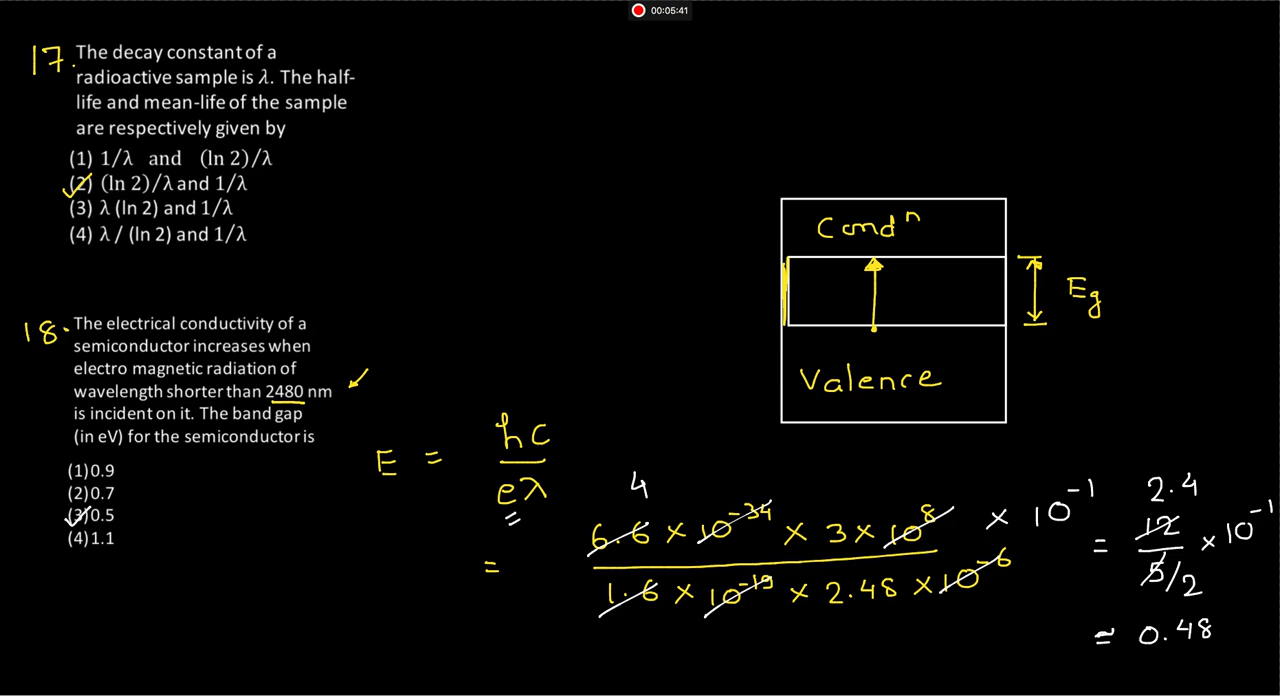 00:05:41
17. The decay constant of a
radioactive sample is λ. The half-
life and mean-life of the sample
are respectively given by
(1) 1/λ and (ln 2)/λ
(2) (ln 2)/λ and 1/λ
(3) λ (ln 2) and 1/λ
(4) λ / (ln 2) and 1/λ
18. The electrical conductivity of a
semiconductor increases when
electro magnetic radiation of
wavelength shorter than 2480 nm
is incident on it. The band gap
(in eV) for the semiconductor is
(1)0.9
(2)0.7
(3)0.5
(4)1.1
Condⁿ
Eg
Valence
E = hc
eλ
4
= 6.6 × 10⁻³⁴ × 3 × 10⁸ × 10⁻¹
1.6 × 10⁻¹⁹ × 2.48 × 10⁻⁶
2.4
= 12 × 10⁻¹
5/2
≈ 0.48